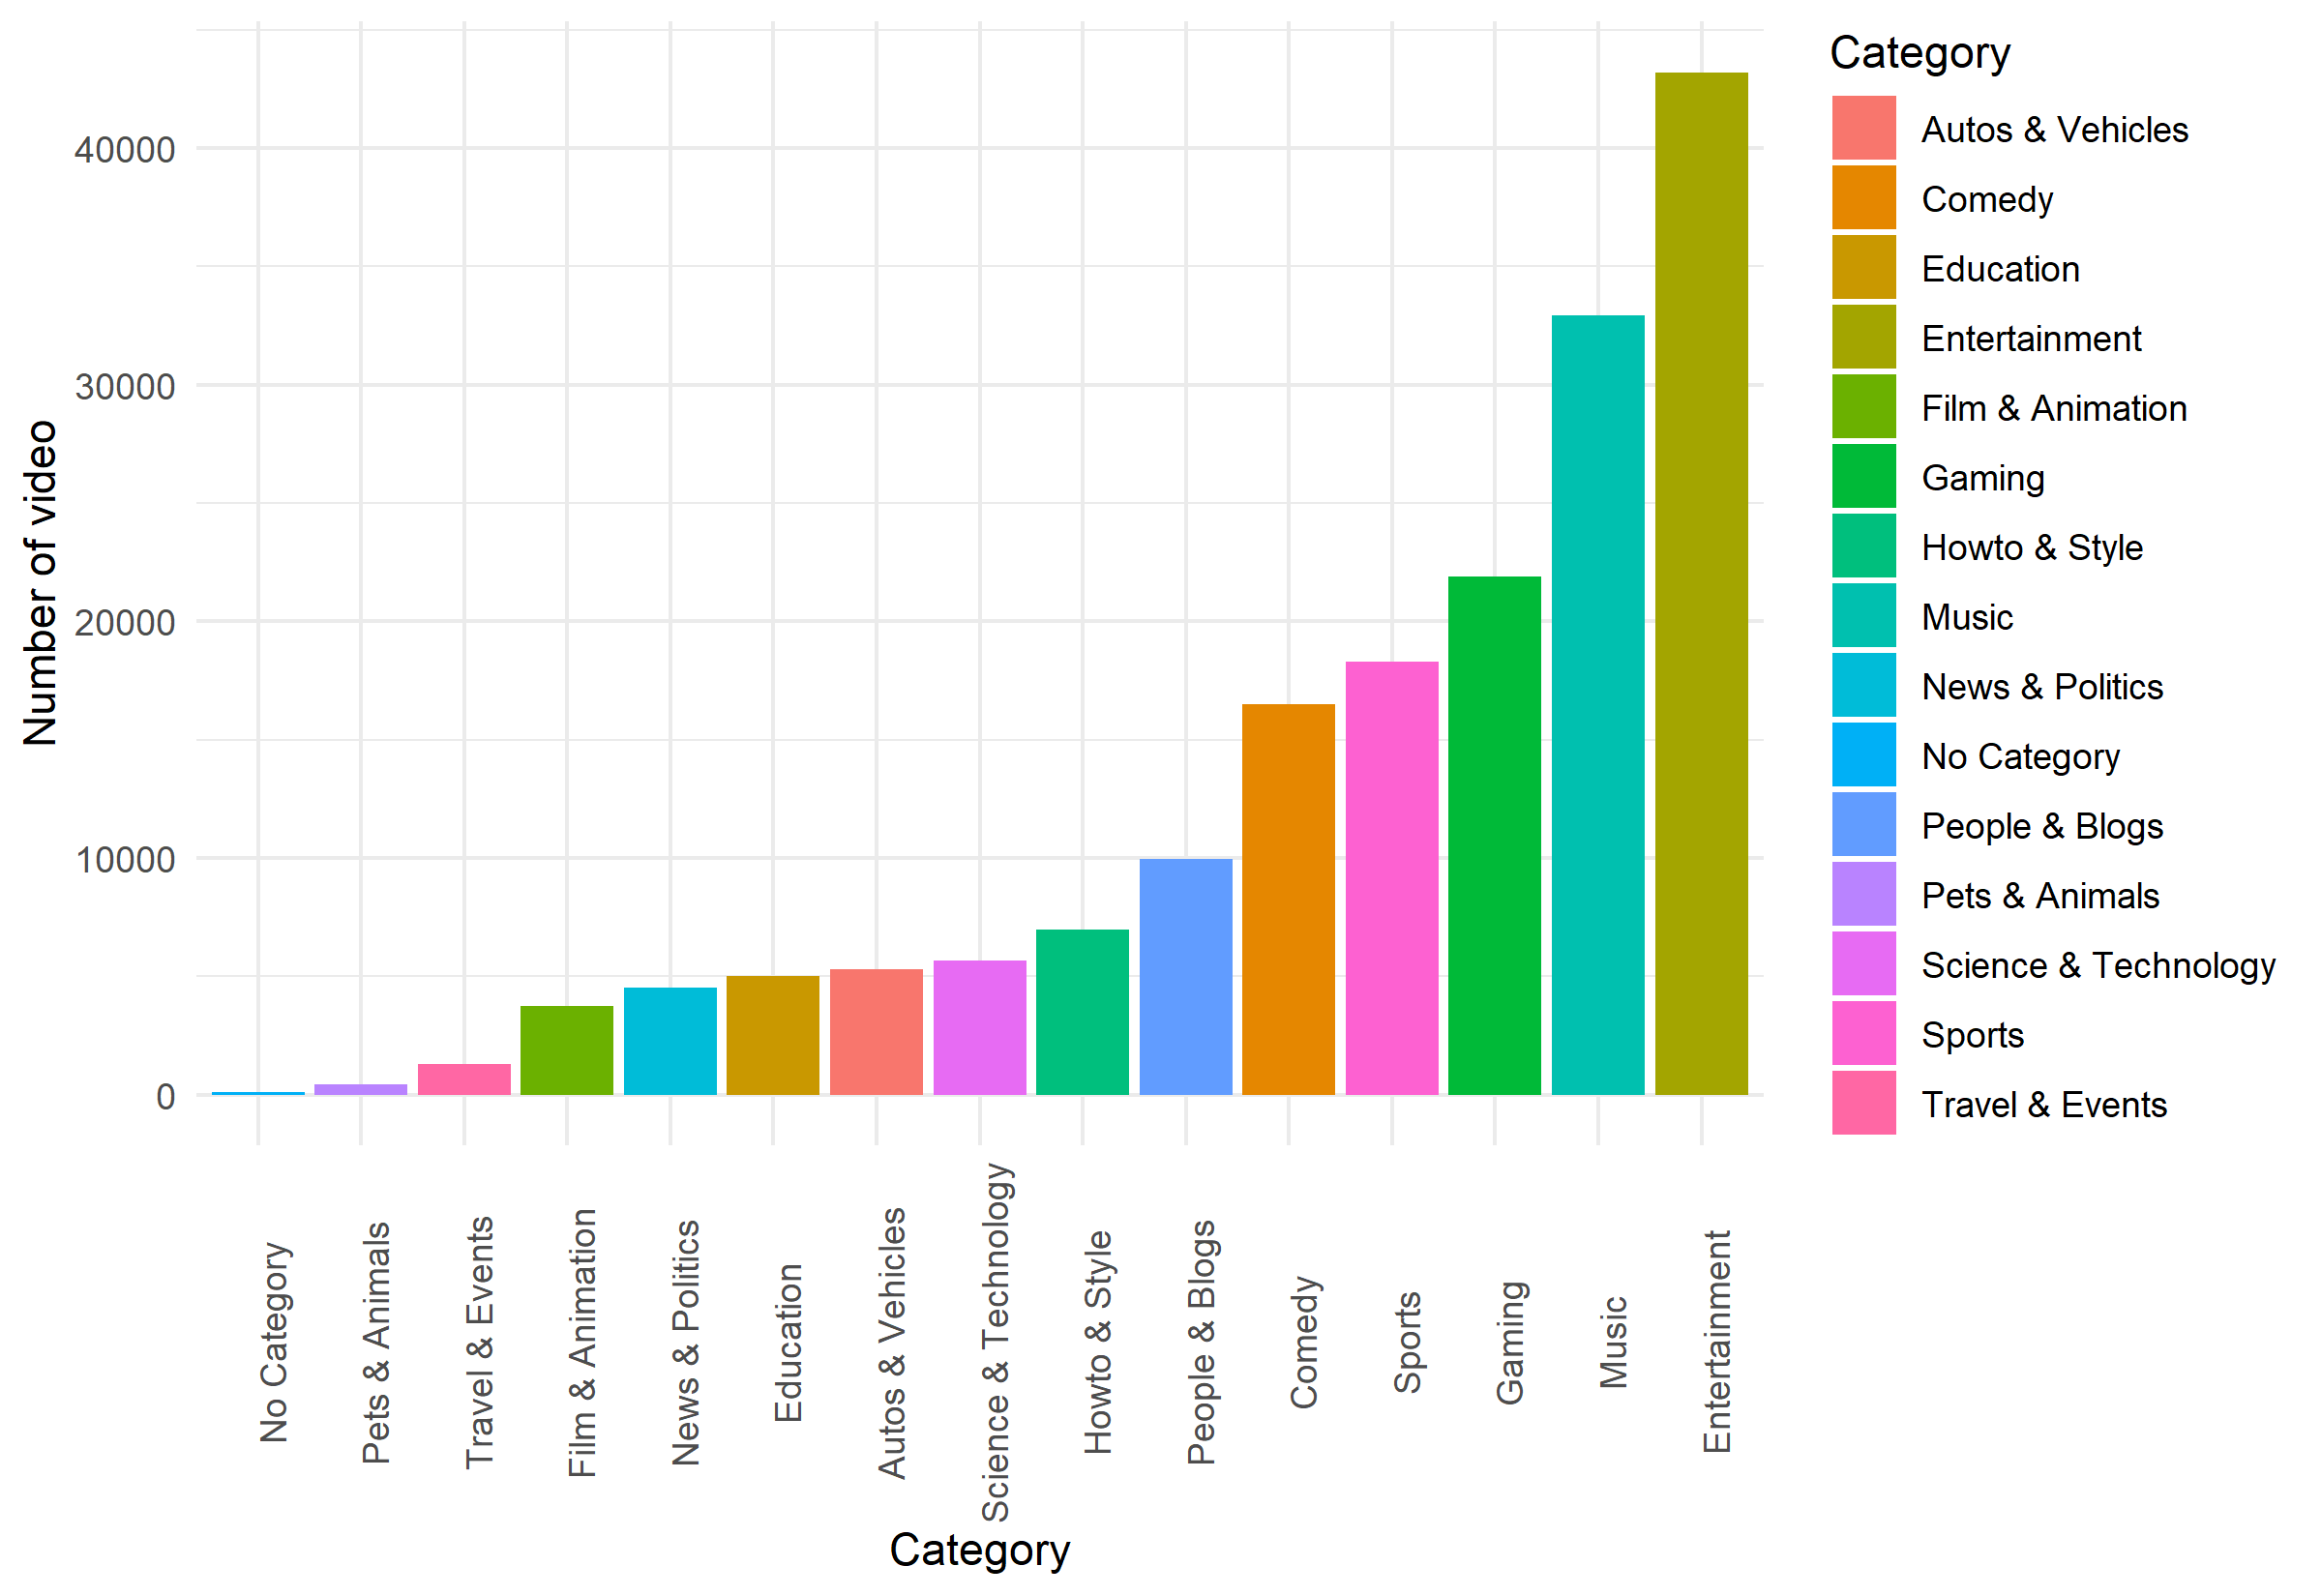 Number of video
40000
30000
20000
10000
0
No Category
Pets & Animals
Travel & Events
Film & Animation
News & Politics
Education
Autos & Vehicles
Science & Technology
Howto & Style
People & Blogs
Comedy
Sports
Gaming
Music
Entertainment
Category
Category
Autos & Vehicles
Comedy
Education
Entertainment
Film & Animation
Gaming
Howto & Style
Music
News & Politics
No Category
People & Blogs
Pets & Animals
Science & Technology
Sports
Travel & Events